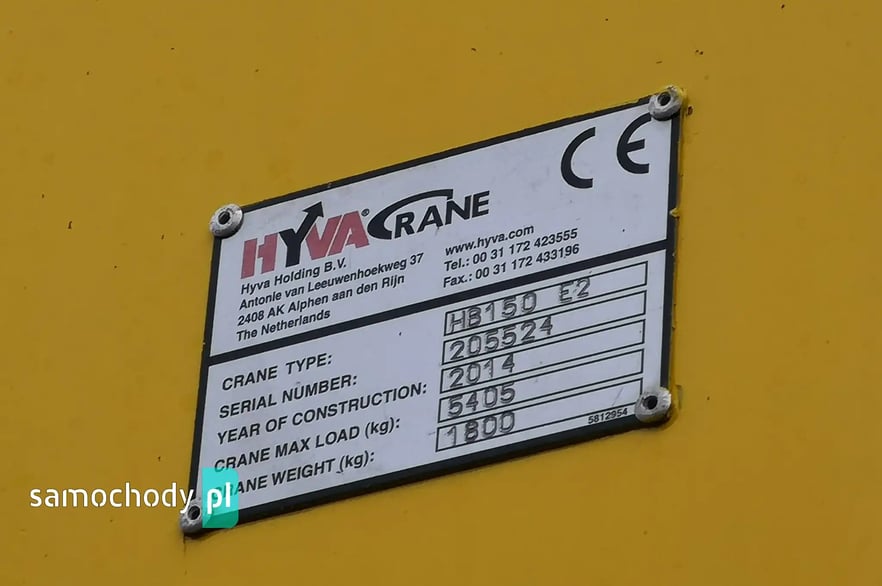 CE
HYVA® CRANE
Hyva Holding B.V.
Antonie van Leeuwenhoekweg 37
2408 AK Alphen aan den Rijn
The Netherlands
www.hyva.com
Tel.: 00 31 172 423555
Fax.: 00 31 172 433196
CRANE TYPE: HB150 E2
SERIAL NUMBER: 205524
YEAR OF CONSTRUCTION: 2014
CRANE MAX LOAD (kg): 5405
CRANE WEIGHT (kg): 1800
5812954
samochody.pl